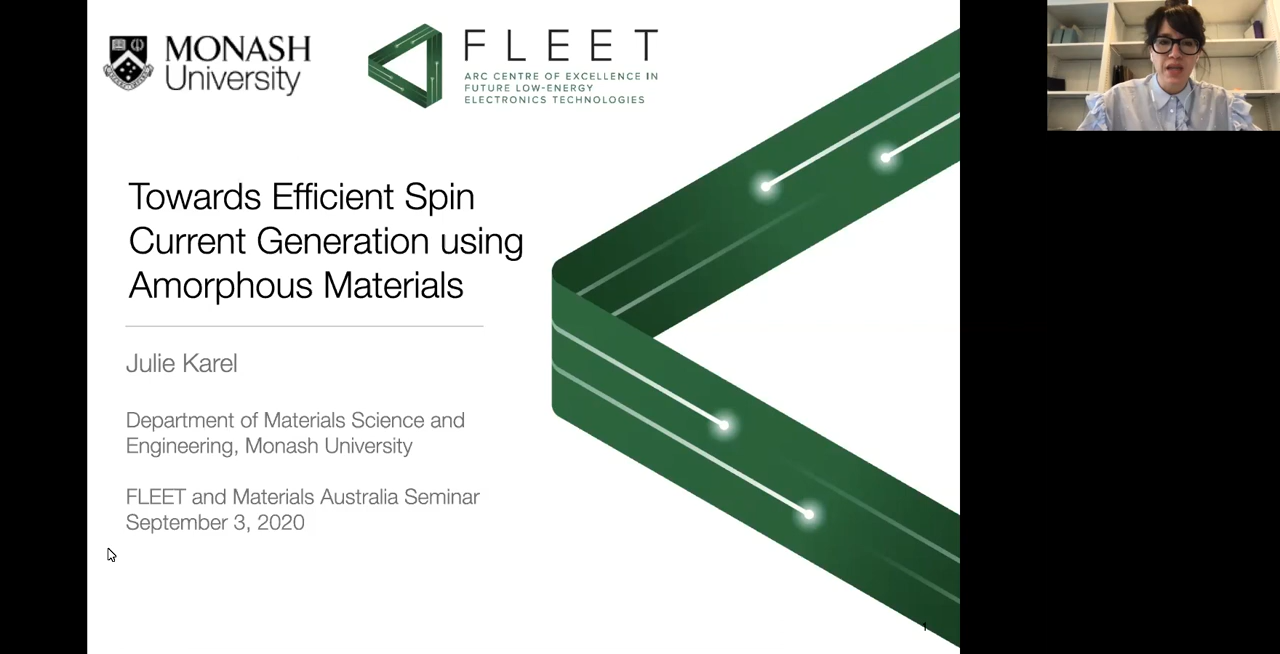 MONASH
University
FLEET
ARC CENTRE OF EXCELLENCE IN
FUTURE LOW-ENERGY
ELECTRONICS TECHNOLOGIES
Towards Efficient Spin
Current Generation using
Amorphous Materials
Julie Karel
Department of Materials Science and
Engineering, Monash University
FLEET and Materials Australia Seminar
September 3, 2020
1